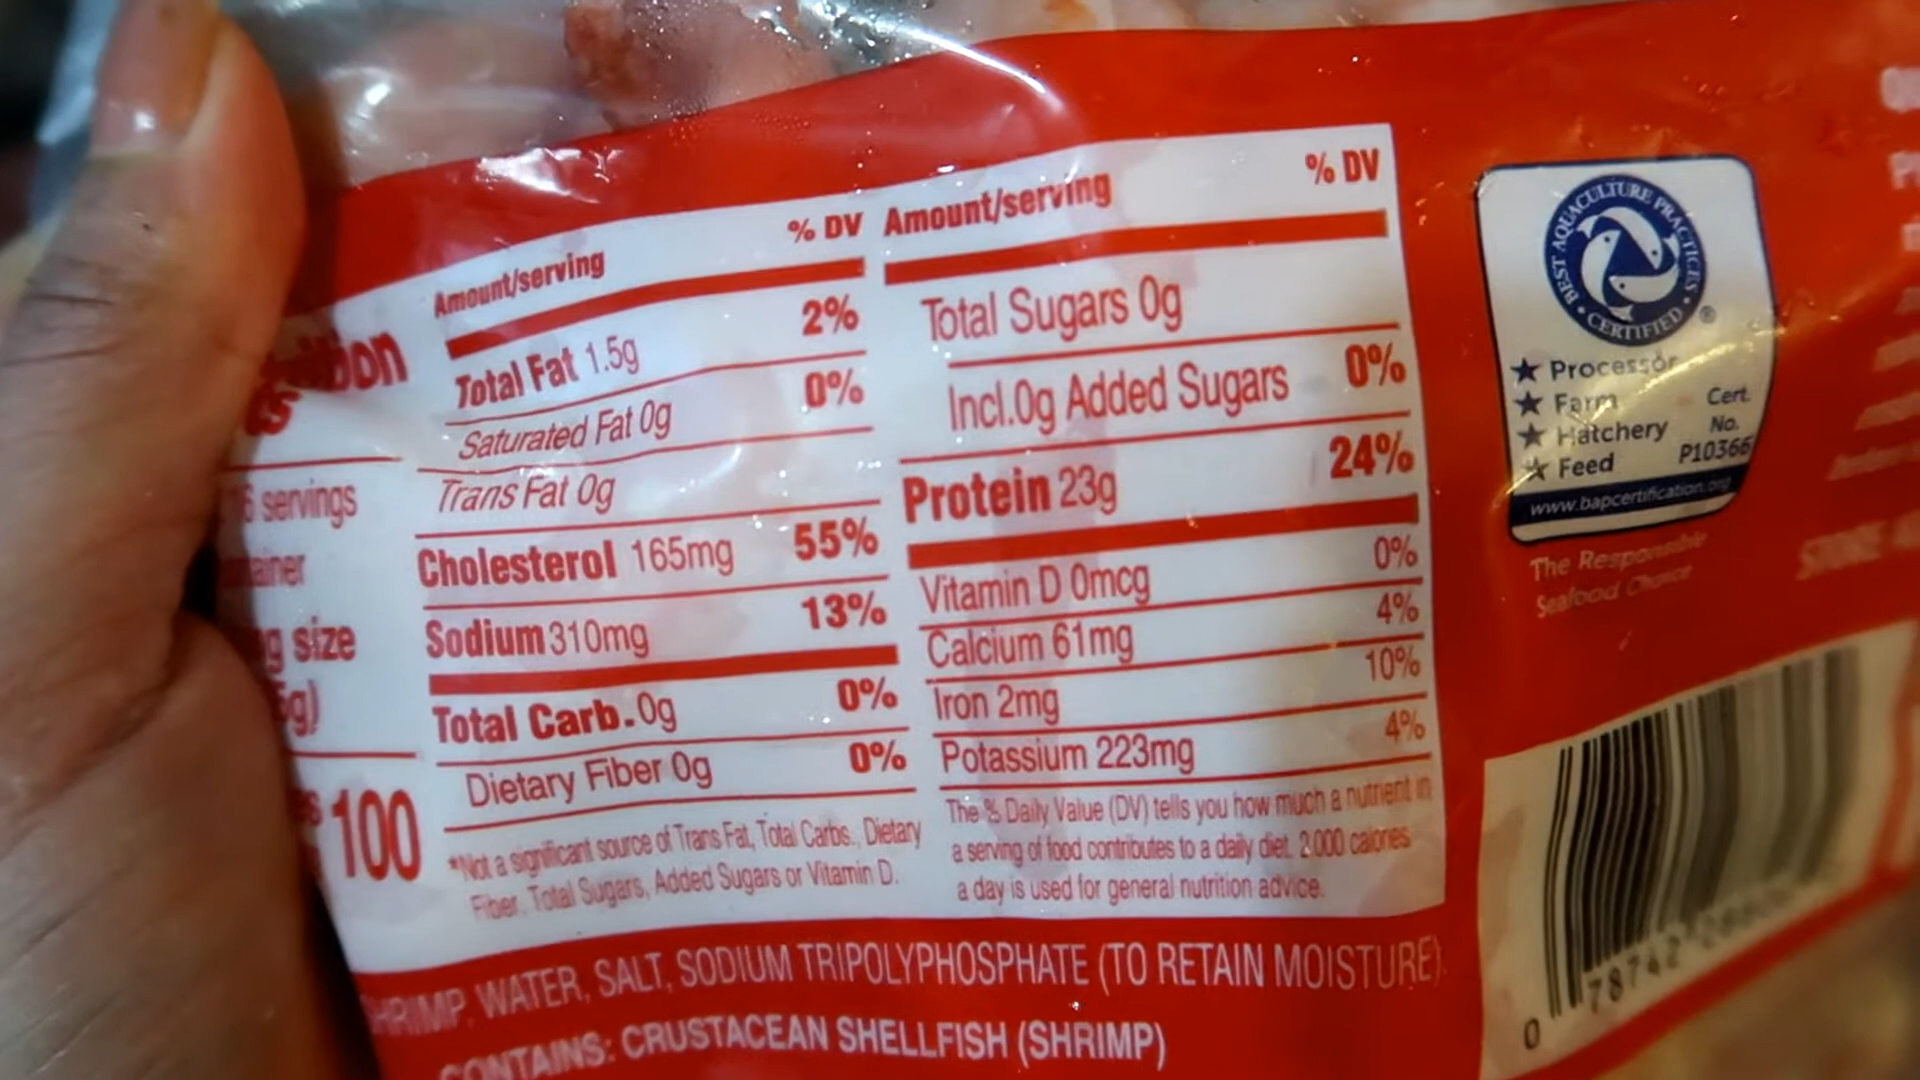 servings
size
100
Amount/serving % DV
Total Fat 1.5g 2%
Saturated Fat 0g 0%
Trans Fat 0g
Cholesterol 165mg 55%
Sodium 310mg 13%
Total Carb. 0g 0%
Dietary Fiber 0g 0%
*Not a significant source of Trans Fat, Total Carbs., Dietary
Fiber, Total Sugars, Added Sugars or Vitamin D.
Amount/serving % DV
Total Sugars 0g
Incl.0g Added Sugars 0%
Protein 23g 24%
Vitamin D 0mcg 0%
Calcium 61mg 4%
Iron 2mg 10%
Potassium 223mg 4%
The % Daily Value (DV) tells you how much a nutrient in
a serving of food contributes to a daily diet. 2,000 calories
a day is used for general nutrition advice.
SHRIMP, WATER, SALT, SODIUM TRIPOLYPHOSPHATE (TO RETAIN MOISTURE).
CONTAINS: CRUSTACEAN SHELLFISH (SHRIMP)
BEST AQUACULTURE PRACTICES
• CERTIFIED • ®
★ Processor
★ Farm
★ Hatchery
★ Feed
Cert.
No.
P10366
www.bapcertification.org
The Responsible
Seafood Choice
0 78742